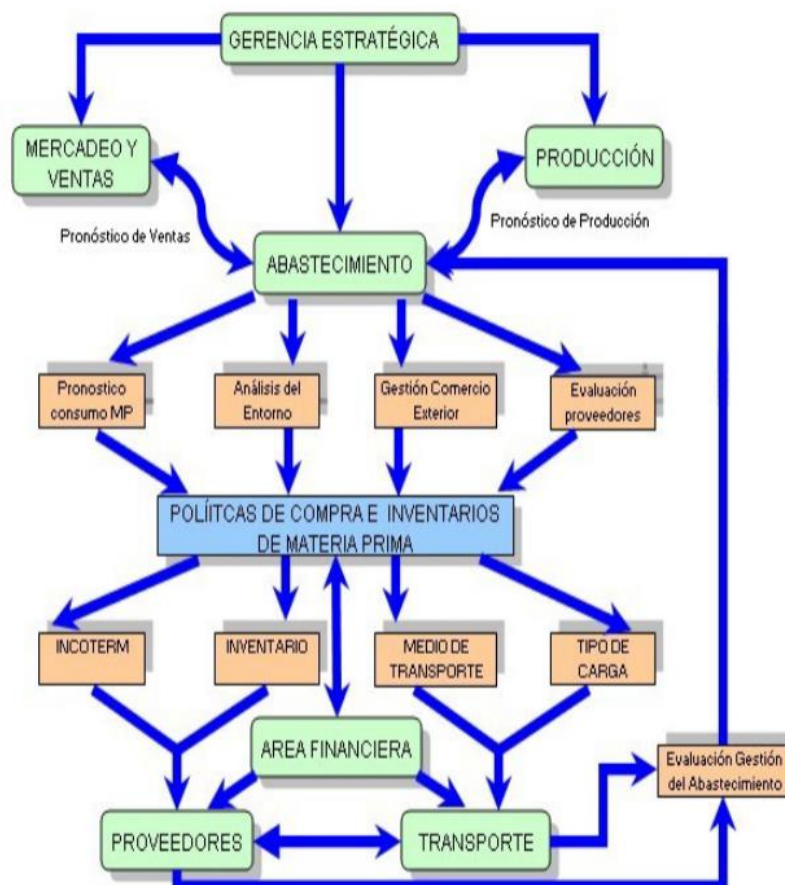 GERENCIA ESTRATÉGICA
MERCADEO Y
VENTAS
PRODUCCIÓN
Pronóstico de Ventas
Pronóstico de Producción
ABASTECIMIENTO
Pronostico
consumo MP
Análisis del
Entorno
Gestión Comercio
Exterior
Evaluación
proveedores
POLÍITCAS DE COMPRA E INVENTARIOS
DE MATERIA PRIMA
INCOTERM
INVENTARIO
MEDIO DE
TRANSPORTE
TIPO DE
CARGA
AREA FINANCIERA
Evaluación Gestión
del Abastecimiento
PROVEEDORES
TRANSPORTE